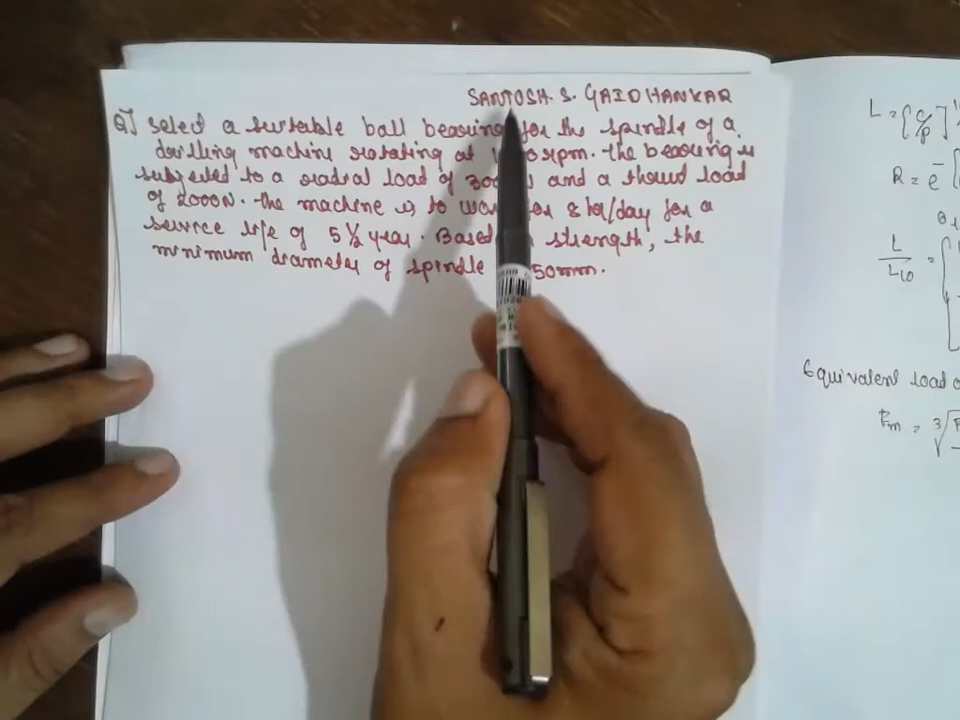 SANTOSH. S. GAIDHANKAR
Q] Select a suitable ball bearing for the spindle of a
drilling machine rotating at rpm. the bearing is
subjected to a radial load of and a thrust load
of 2000N. the machine is to work for 8 hr/day for a
service life of 5½ year. Based strength, the
minimum diameter of spindle 50mm.
L = [C/P]
R = e
L/L10 =
Equivalent load
Fm = ∛